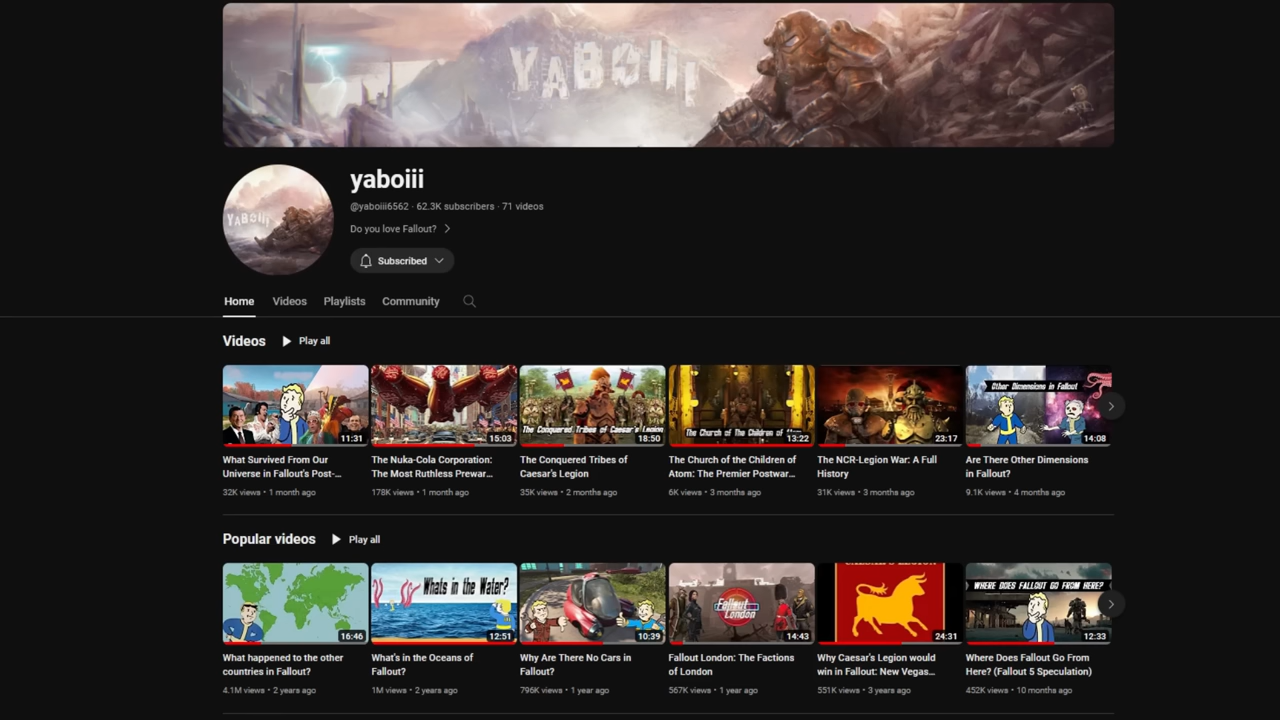 YABOIII
YABOIII
yaboiii
@yaboiii6562 · 62.3K subscribers · 71 videos
Do you love Fallout?
Subscribed
Home Videos Playlists Community
Videos Play all
Other Dimensions in Fallout
The Conquered Tribes of Caesar's Legion
The Church of The Children of
11:31 15:03 18:50 13:22 23:17 14:08
What Survived From Our The Nuka-Cola Corporation: The Conquered Tribes of The Church of the Children of The NCR-Legion War: A Full Are There Other Dimensions
Universe in Fallout's Post-... The Most Ruthless Prewar... Caesar's Legion Atom: The Premier Postwar... History in Fallout?
32K views • 1 month ago 178K views • 1 month ago 35K views • 2 months ago 6K views • 3 months ago 31K views • 3 months ago 9.1K views • 4 months ago
Popular videos Play all
CAESAR'S LEGION
Whats in the Water? WHERE DOES FALLOUT GO FROM HERE?
Fallout
London
16:46 12:51 10:39 14:43 24:31 12:33
What happened to the other What's in the Oceans of Why Are There No Cars in Fallout London: The Factions Why Caesar's Legion would Where Does Fallout Go From
countries in Fallout? Fallout? Fallout? of London win in Fallout: New Vegas... Here? (Fallout 5 Speculation)
4.1M views • 2 years ago 1M views • 2 years ago 796K views • 1 year ago 567K views • 1 year ago 551K views • 3 years ago 452K views • 10 months ago